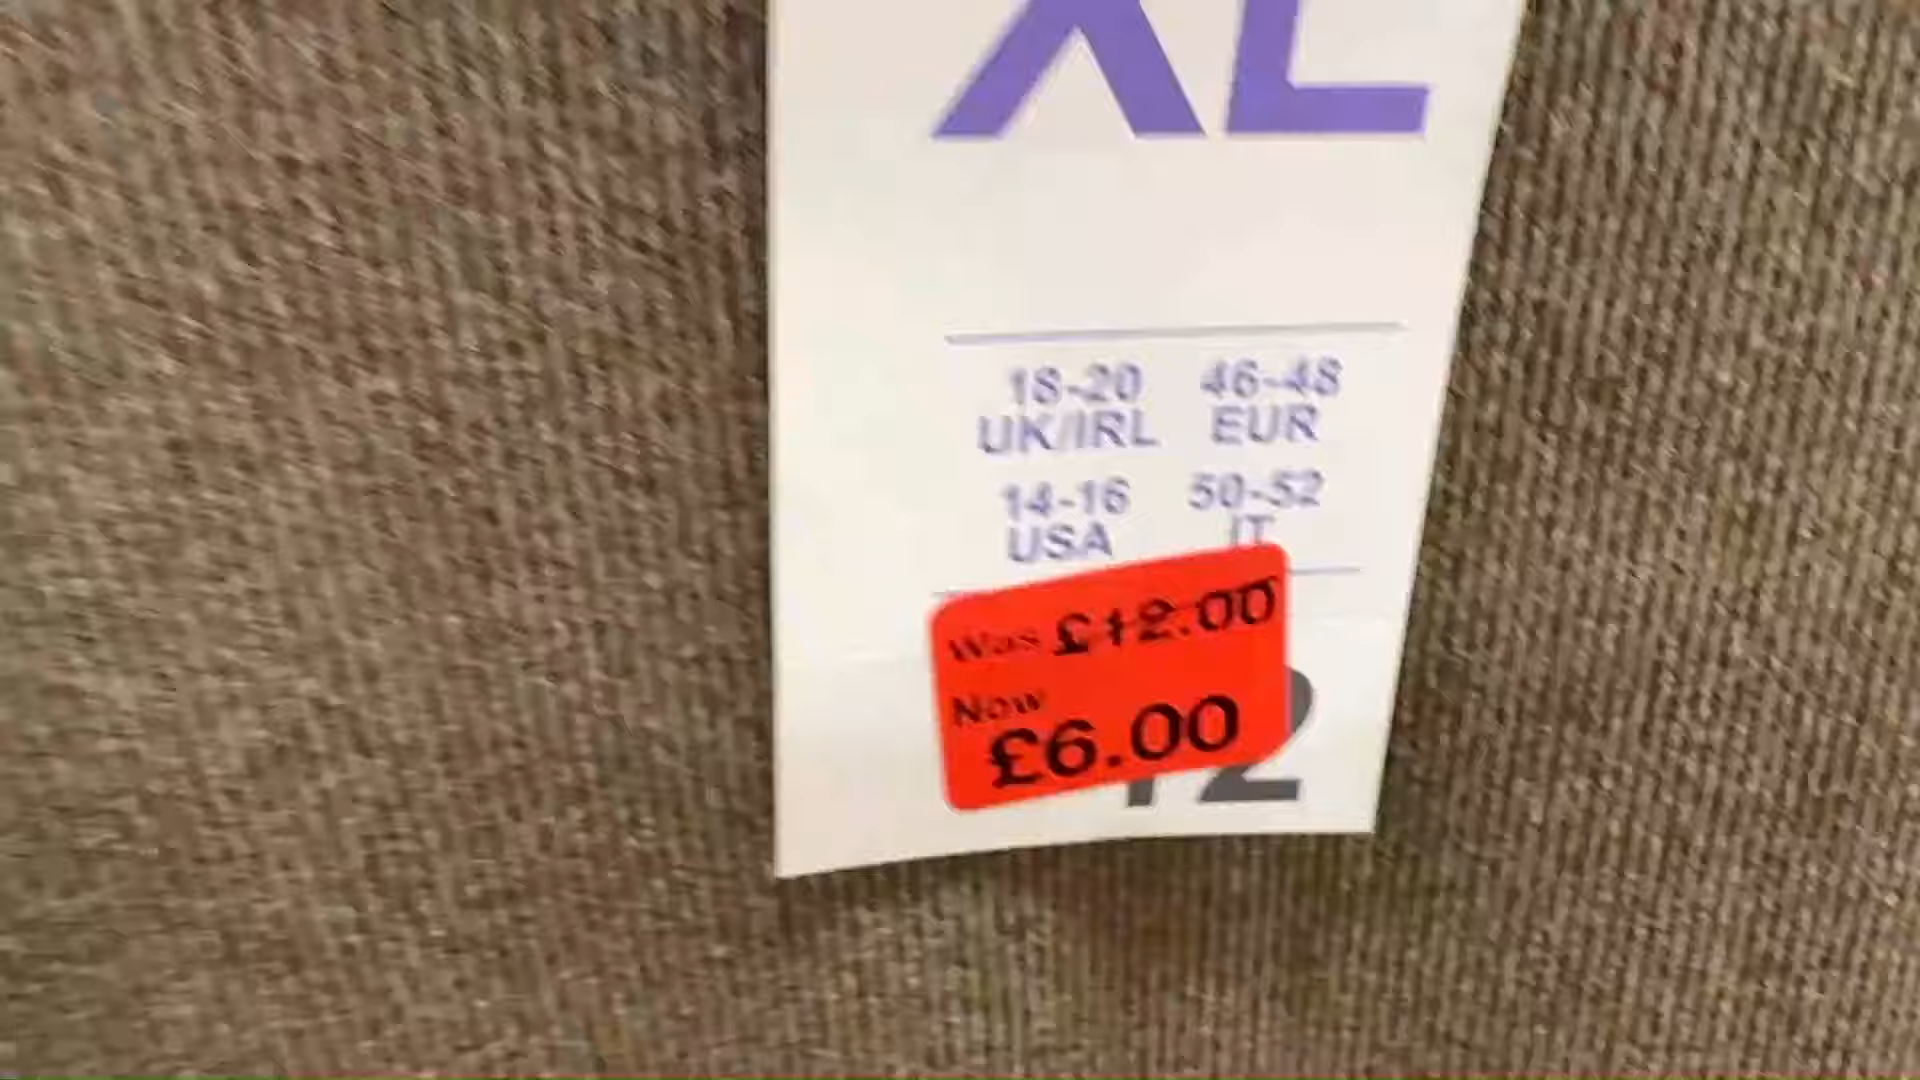 XL
18-20 46-48
UK/IRL EUR
14-16 50-52
USA IT
Was £12.00
Now
£6.00
12